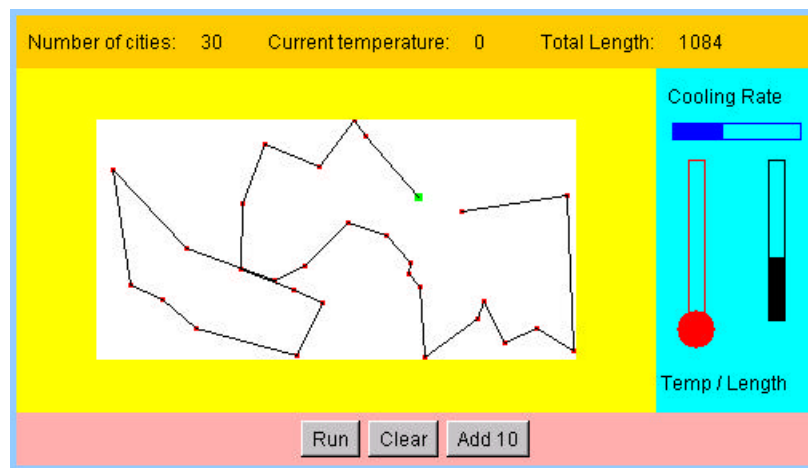 Number of cities: 30 Current temperature: 0 Total Length: 1084
Cooling Rate
Temp / Length
Run Clear Add 10